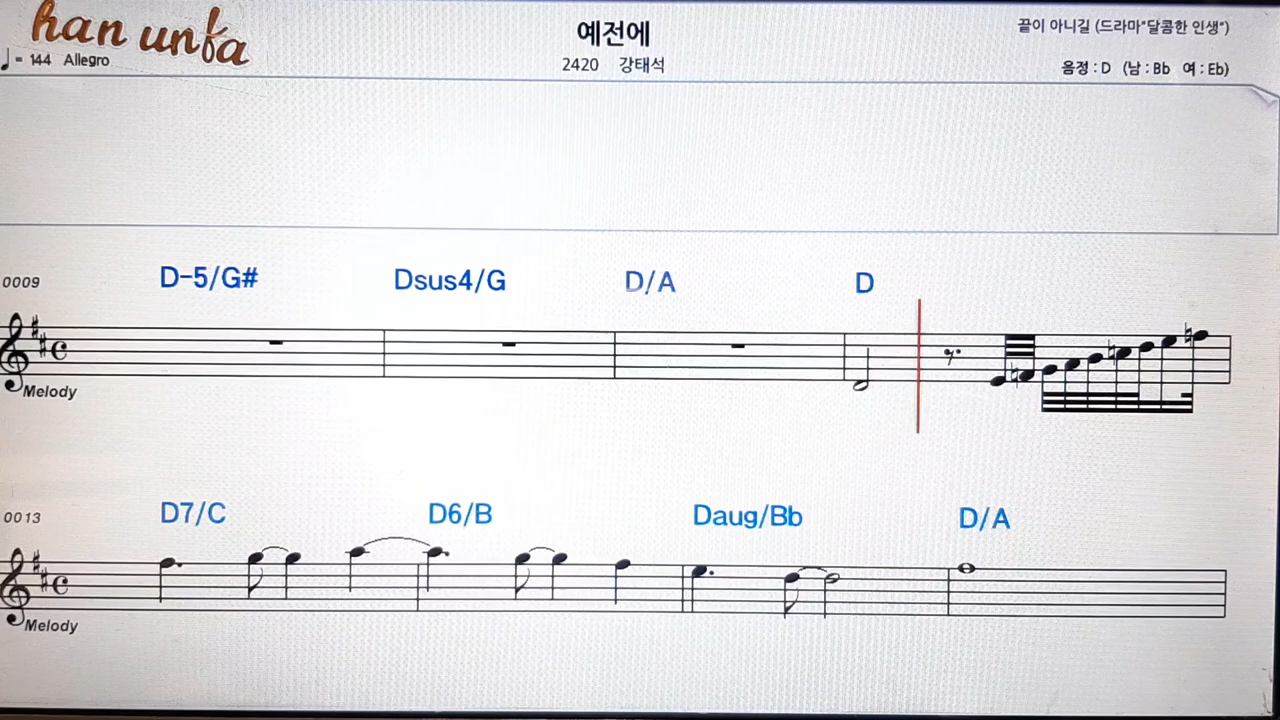 han unfa
= 144 Allegro
예전에
2420 강태석
끝이 아니길 (드라마"달콤한 인생")
음정 : D (남 : Bb 여 : Eb)
0009
D-5/G# Dsus4/G D/A D
Melody
0013
D7/C D6/B Daug/Bb D/A
Melody